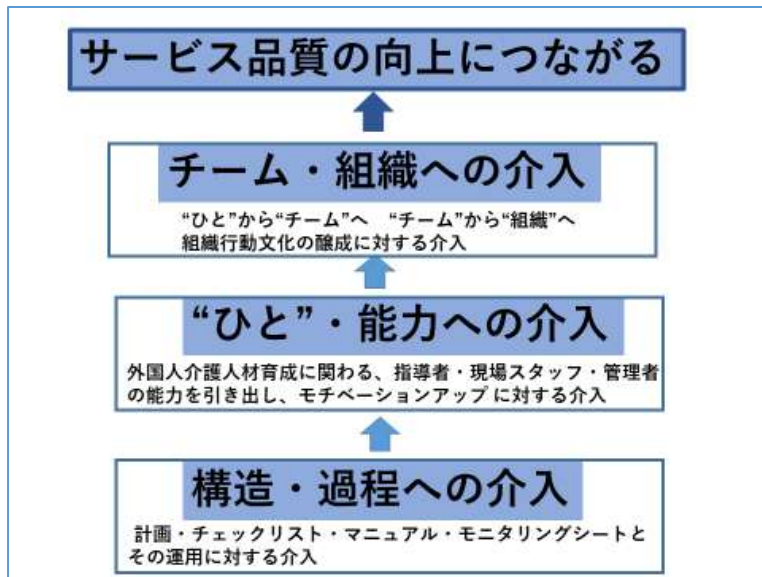 サービス品質の向上につながる
チーム・組織への介入
“ひと”から“チーム”へ　“チーム”から“組織”へ
組織行動文化の醸成に対する介入
“ひと”・能力への介入
外国人介護人材育成に関わる、指導者・現場スタッフ・管理者
の能力を引き出し、モチベーションアップに対する介入
構造・過程への介入
計画・チェックリスト・マニュアル・モニタリングシートと
その運用に対する介入